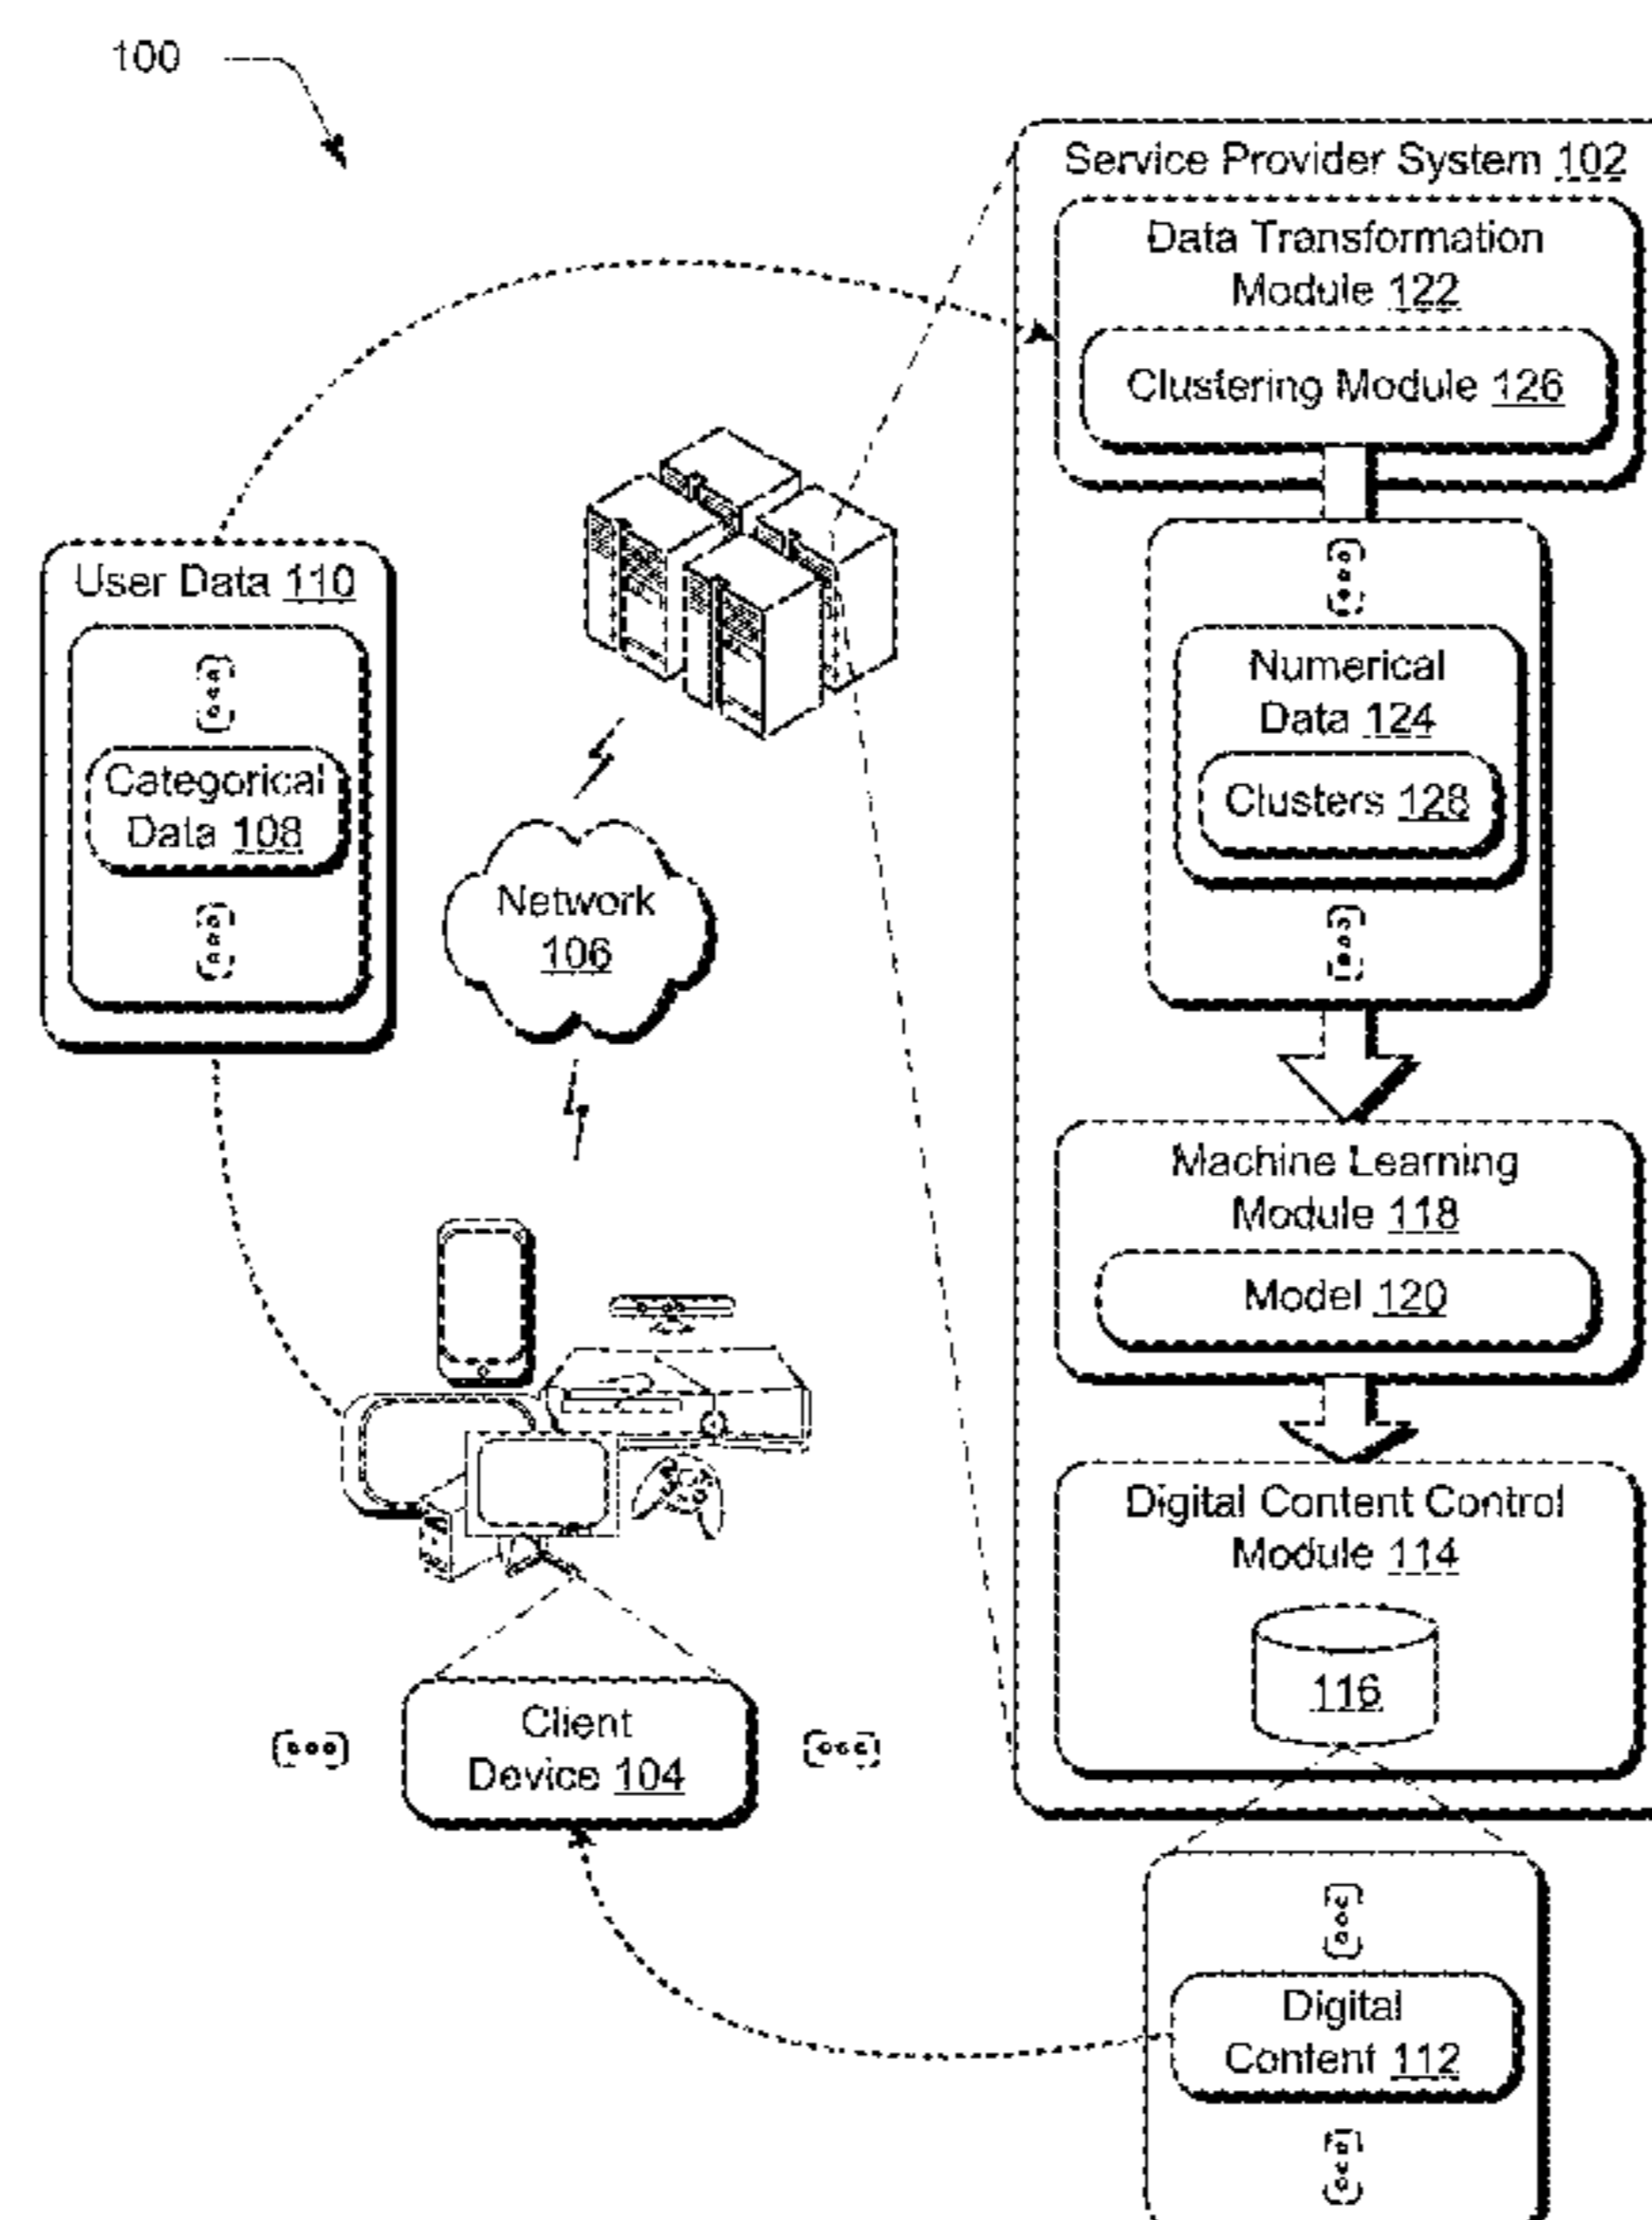 100
Service Provider System 102
Data Transformation
Module 122
Clustering Module 126
User Data 110
Categorical
Data 108
Numerical
Data 124
Clusters 128
Network
106
Machine Learning
Module 118
Model 120
Digital Content Control
Module 114
116
Client
Device 104
Digital
Content 112